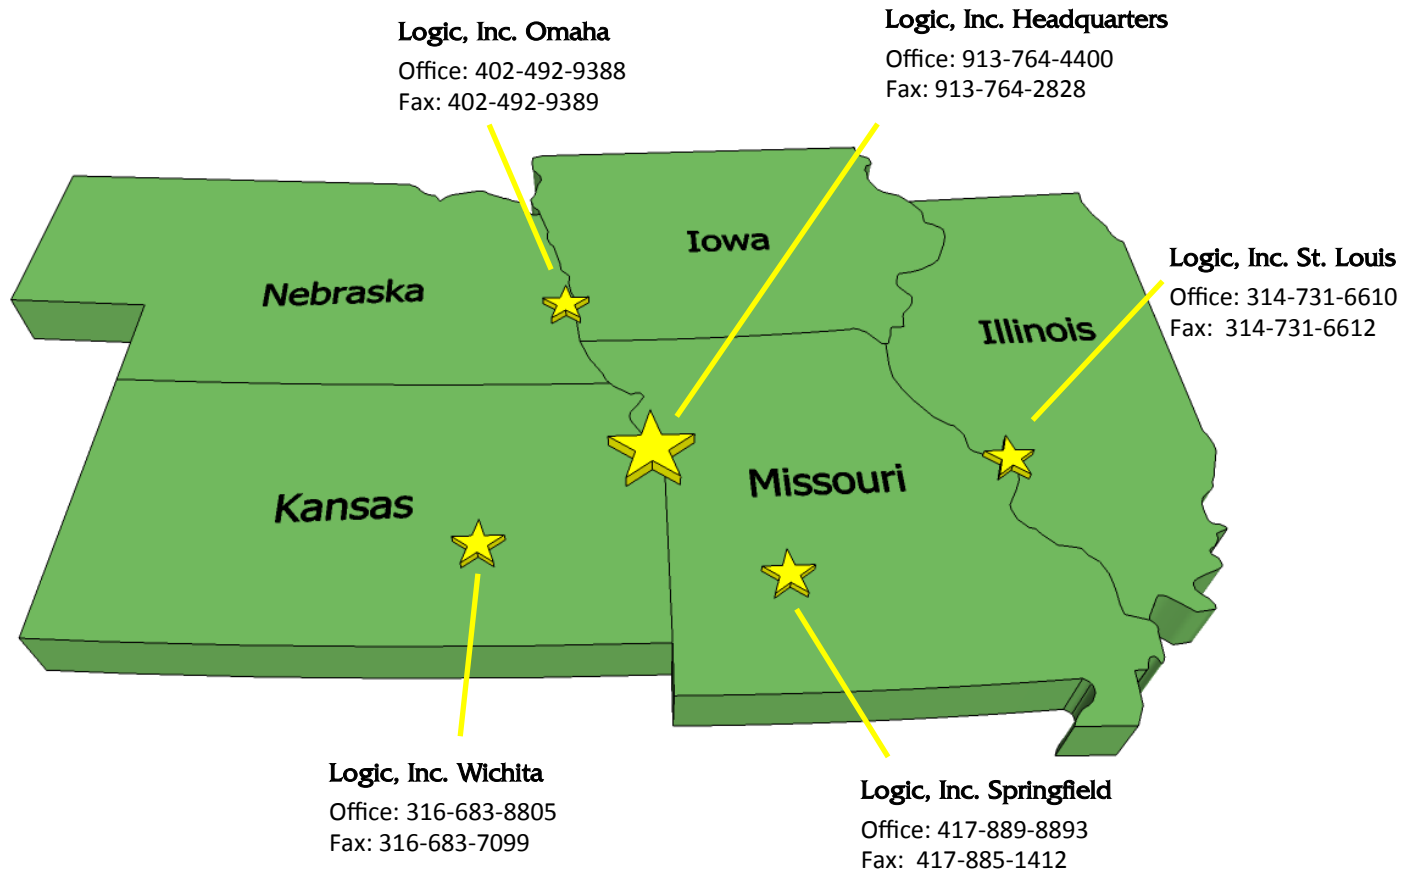 Logic, Inc. Omaha
Office: 402-492-9388
Fax: 402-492-9389
Logic, Inc. Headquarters
Office: 913-764-4400
Fax: 913-764-2828
Logic, Inc. St. Louis
Office: 314-731-6610
Fax:  314-731-6612
Nebraska
Iowa
Illinois
Kansas
Missouri
Logic, Inc. Wichita
Office: 316-683-8805
Fax: 316-683-7099
Logic, Inc. Springfield
Office: 417-889-8893
Fax:  417-885-1412